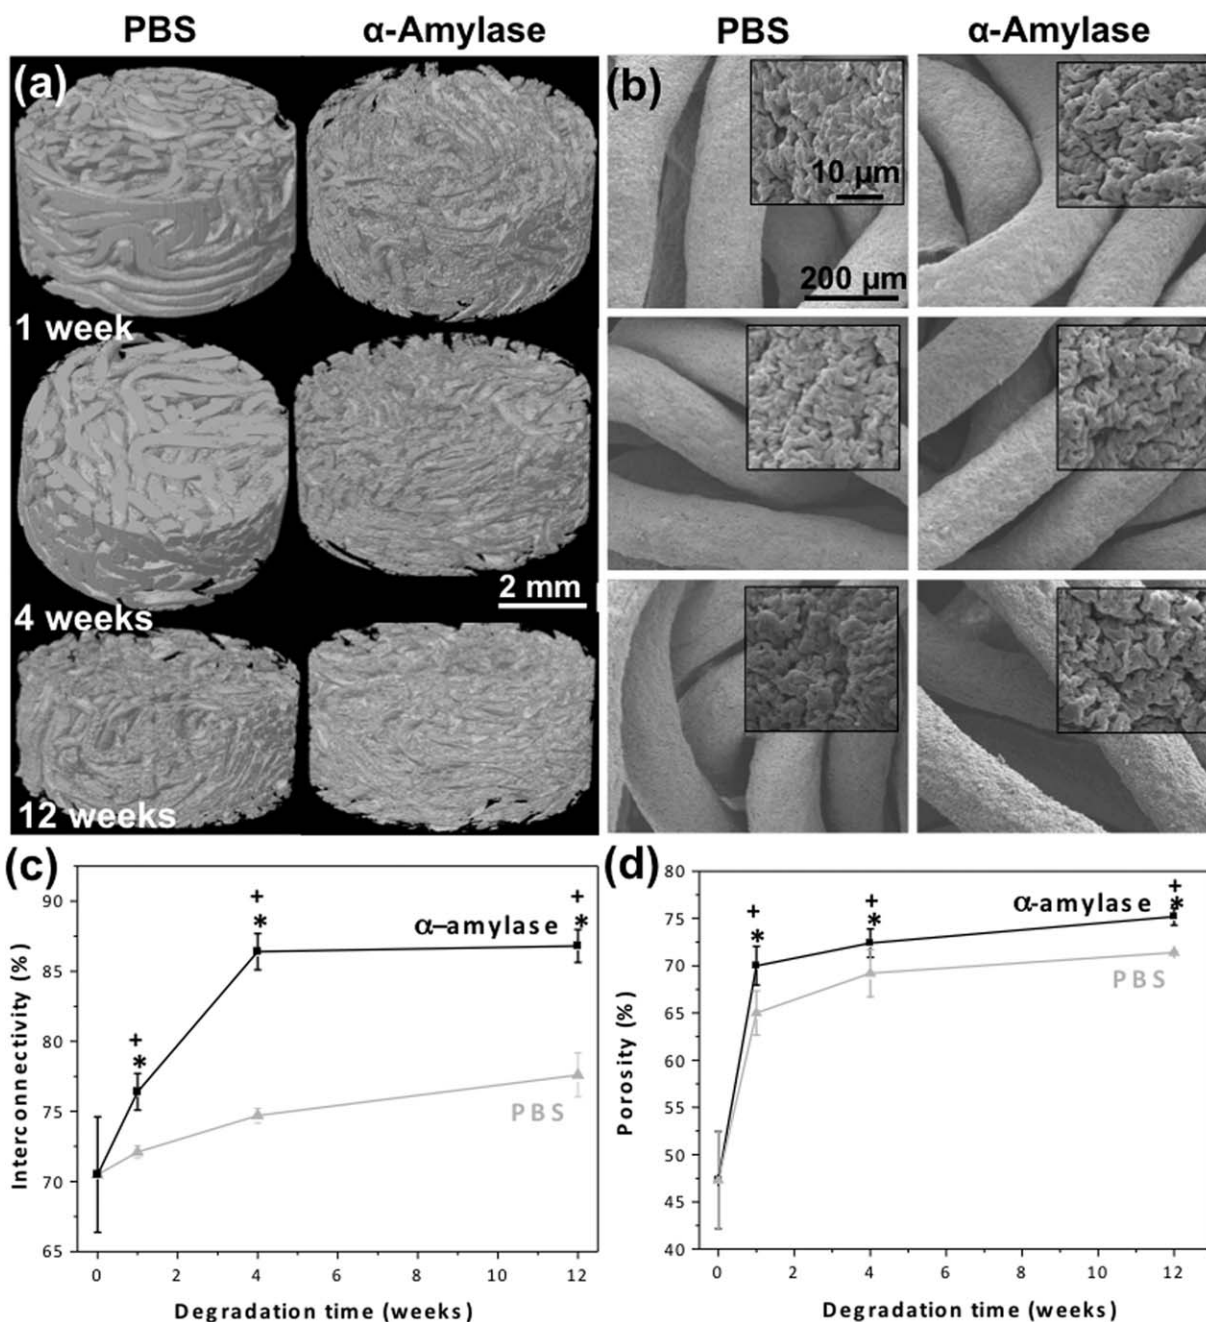 PBS
α-Amylase
PBS
α-Amylase
(a)
1 week
4 weeks
2 mm
12 weeks
(b)
10 µm
200 µm
(c)
Interconnectivity (%)
90
85
80
75
70
65
+
*
+
*
+
*
α–amylase
PBS
0 2 4 6 8 10 12
Degradation time (weeks)
(d)
Porosity (%)
80
75
70
65
60
55
50
45
40
+
*
+
*
+
*
α-amylase
PBS
0 2 4 6 8 10 12
Degradation time (weeks)